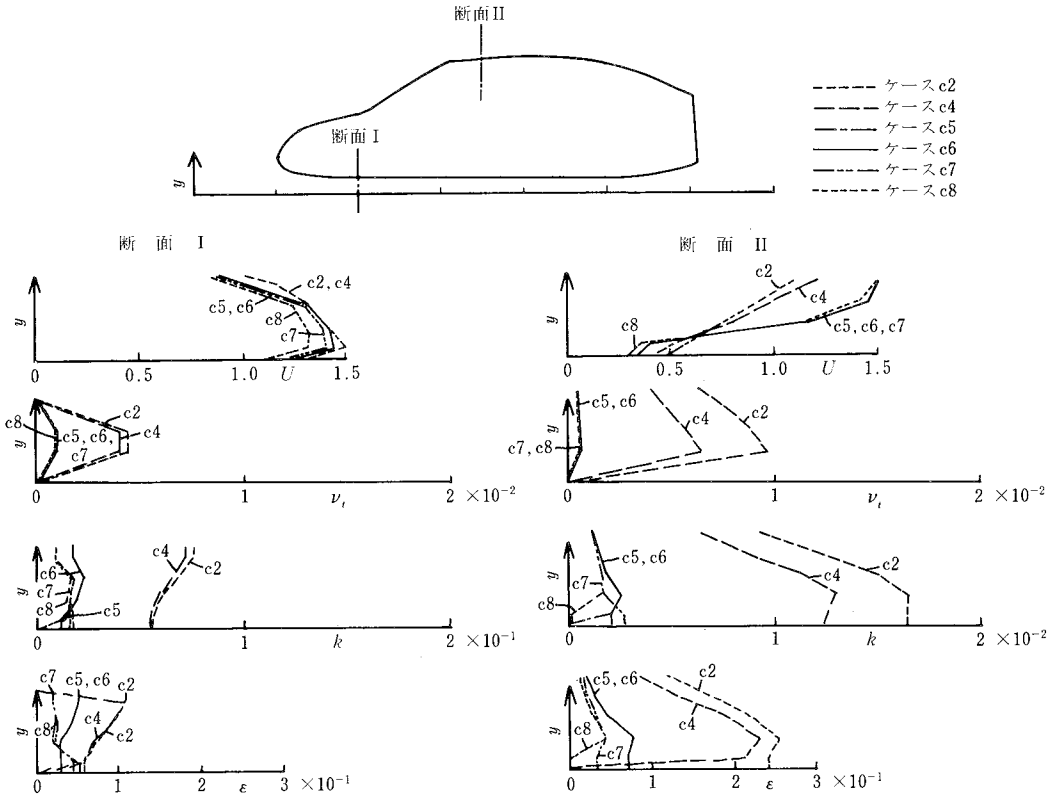 断面II
断面I
y
ケースc2
ケースc4
ケースc5
ケースc6
ケースc7
ケースc8
断 面 I
y
c2, c4
c5, c6
c8
c7
0 0.5 1.0 U 1.5
y
c2
c8
c5, c6,
c7
c4
0 1 νt 2 ×10⁻²
y
c4
c2
c6
c7
c8
c5
0 1 k 2 ×10⁻¹
y
c7
c5, c6
c2
c8
c4
c2
0 1 2 ε 3 ×10⁻¹
断 面 II
y
c2
c4
c8
c5, c6, c7
0 0.5 1.0 U 1.5
y
c5, c6
c4
c2
c7, c8
0 1 νt 2 ×10⁻²
y
c5, c6
c7
c8
c4
c2
0 1 k 2 ×10⁻²
y
c5, c6
c2
c4
c8
c7
0 1 2 ε 3 ×10⁻¹